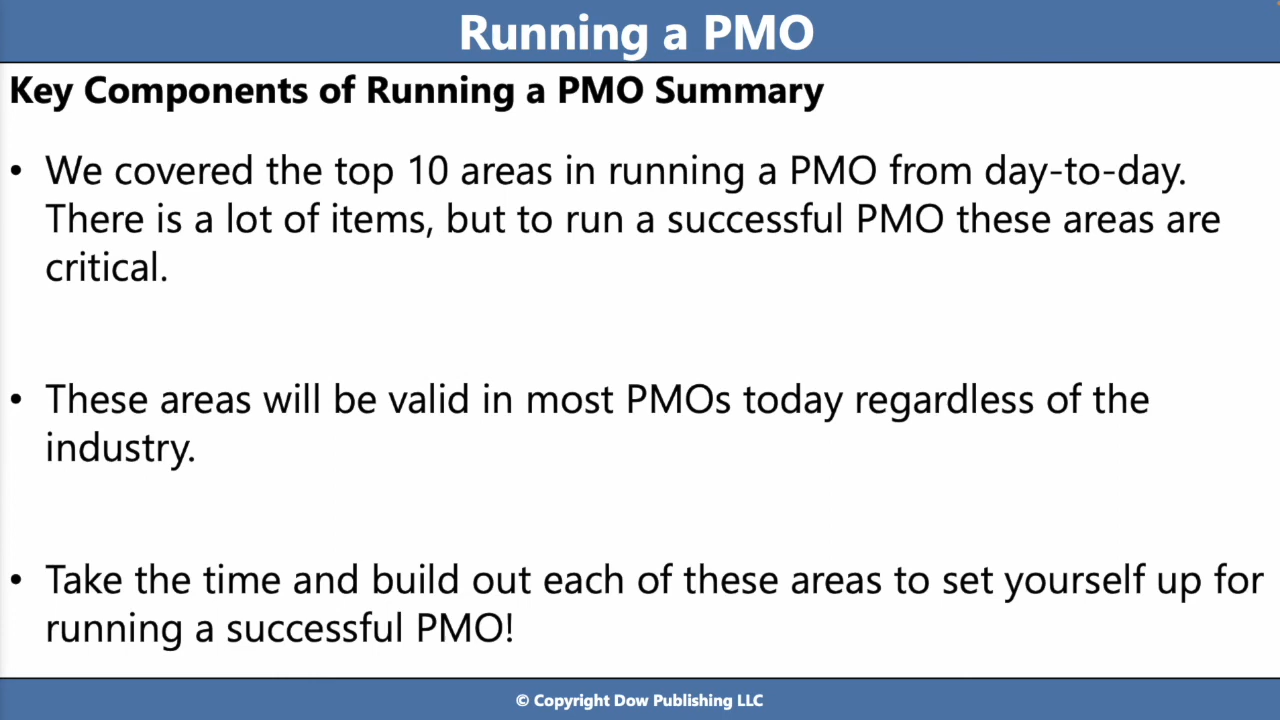 Running a PMO
Key Components of Running a PMO Summary
• We covered the top 10 areas in running a PMO from day-to-day.
There is a lot of items, but to run a successful PMO these areas are
critical.
• These areas will be valid in most PMOs today regardless of the
industry.
• Take the time and build out each of these areas to set yourself up for
running a successful PMO!
© Copyright Dow Publishing LLC